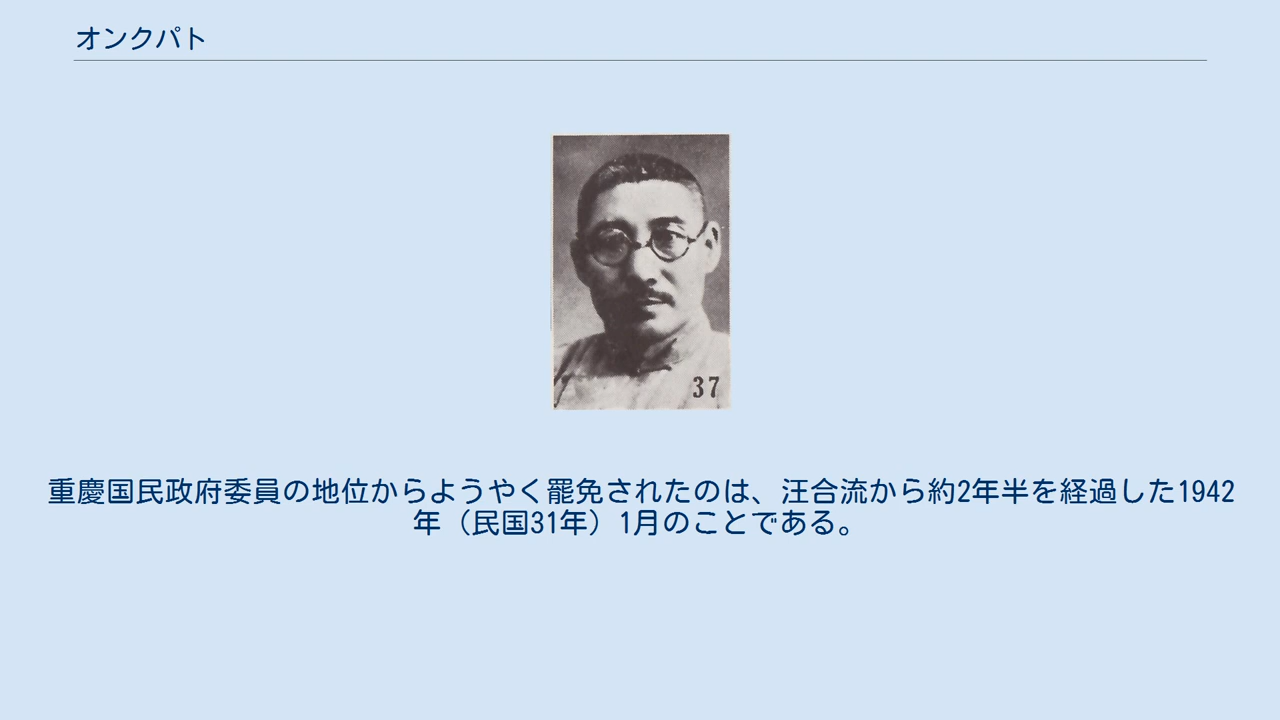 オンクパト
37
重慶国民政府委員の地位からようやく罷免されたのは、汪合流から約2年半を経過した1942
年（民国31年）1月のことである。